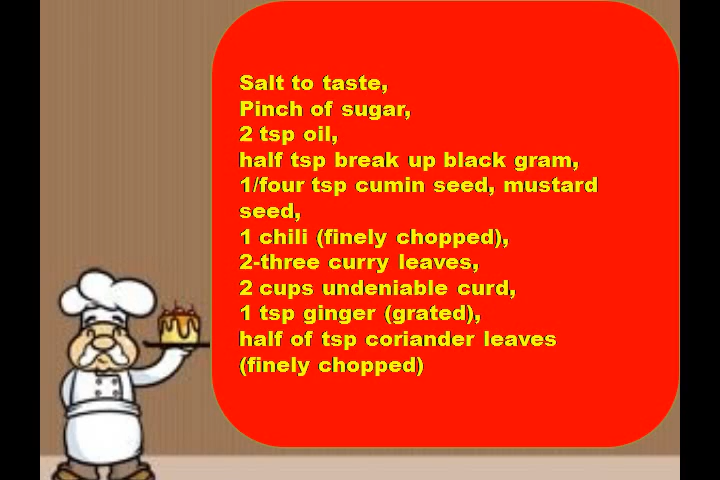 Salt to taste,
Pinch of sugar,
2 tsp oil,
half tsp break up black gram,
1/four tsp cumin seed, mustard
seed,
1 chili (finely chopped),
2-three curry leaves,
2 cups undeniable curd,
1 tsp ginger (grated),
half of tsp coriander leaves
(finely chopped)